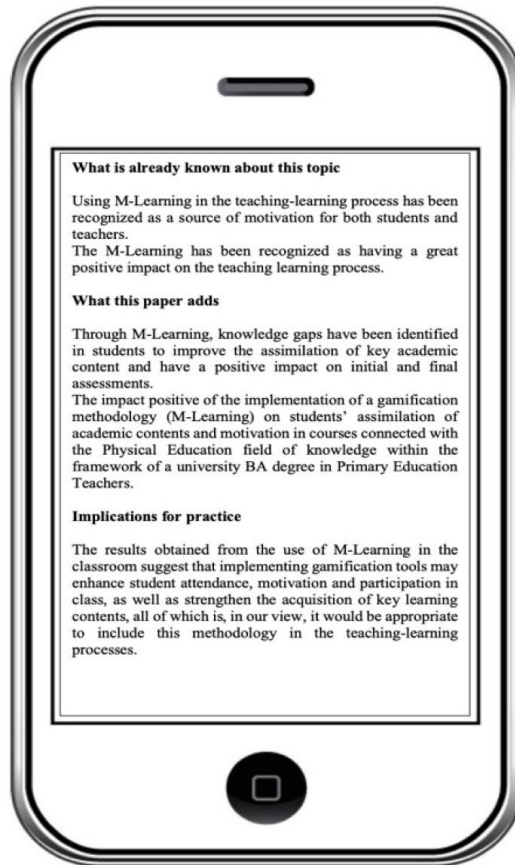 What is already known about this topic
Using M-Learning in the teaching-learning process has been
recognized as a source of motivation for both students and
teachers.
The M-Learning has been recognized as having a great
positive impact on the teaching learning process.
What this paper adds
Through M-Learning, knowledge gaps have been identified
in students to improve the assimilation of key academic
content and have a positive impact on initial and final
assessments.
The impact positive of the implementation of a gamification
methodology (M-Learning) on students’ assimilation of
academic contents and motivation in courses connected with
the Physical Education field of knowledge within the
framework of a university BA degree in Primary Education
Teachers.
Implications for practice
The results obtained from the use of M-Learning in the
classroom suggest that implementing gamification tools may
enhance student attendance, motivation and participation in
class, as well as strengthen the acquisition of key learning
contents, all of which is, in our view, it would be appropriate
to include this methodology in the teaching-learning
processes.